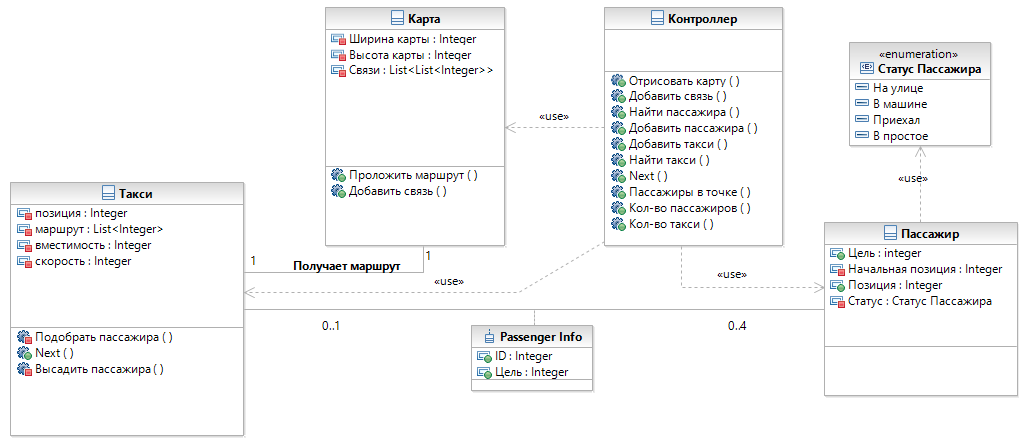 Карта
Ширина карты : Integer
Высота карты : Integer
Связи : List<List<Integer>>
Проложить маршрут ( )
Добавить связь ( )
Контроллер
Отрисовать карту ( )
Добавить связь ( )
Найти пассажира ( )
Добавить пассажира ( )
Добавить такси ( )
Найти такси ( )
Next ( )
Пассажиры в точке ( )
Кол-во пассажиров ( )
Кол-во такси ( )
«enumeration»
Статус Пассажира
На улице
В машине
Приехал
В простое
«use»
«use»
Такси
позиция : Integer
маршрут : List<Integer>
вместимость : Integer
скорость : Integer
Подобрать пассажира ( )
Next ( )
Высадить пассажира ( )
1
Получает маршрут
1
«use»
«use»
Пассажир
Цель : integer
Начальная позиция : Integer
Позиция : Integer
Статус : Статус Пассажира
0..1
0..4
Passenger Info
ID : Integer
Цель : Integer